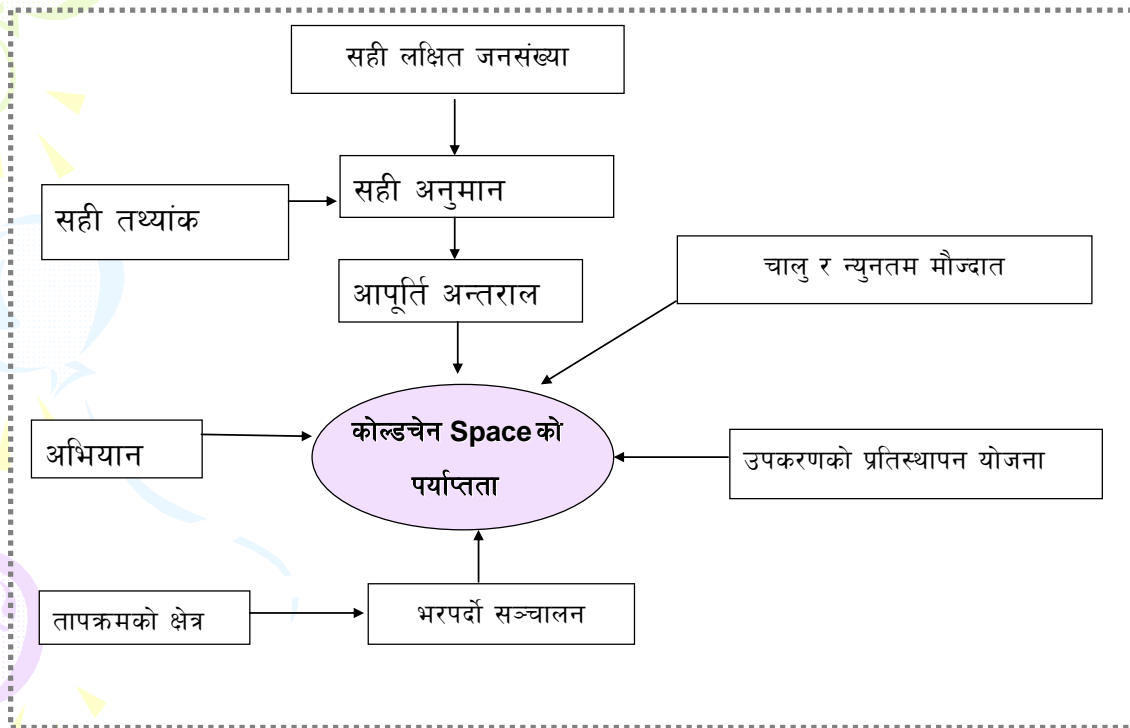 सही लक्षित जनसंख्या
सही अनुमान
सही तथ्यांक
आपूर्ति अन्तराल
चालु र न्युनतम मौज्दात
कोल्डचेन Space को
पर्याप्तता
अभियान
उपकरणको प्रतिस्थापन योजना
तापक्रमको क्षेत्र
भरपर्दो सञ्चालन